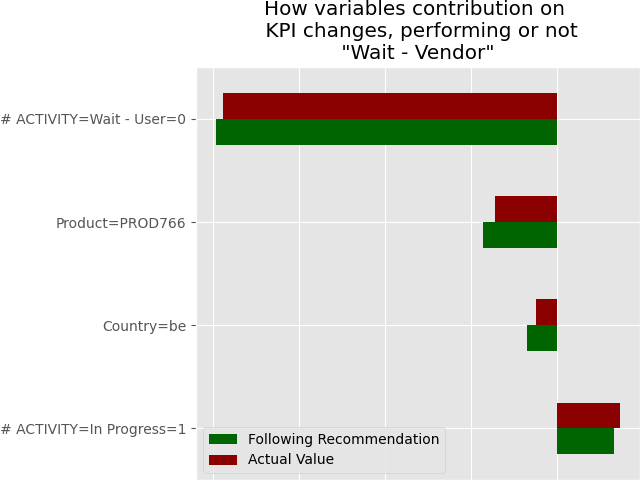 How variables contribution on
KPI changes, performing or not
"Wait - Vendor"
# ACTIVITY=Wait - User=0
Product=PROD766
Country=be
# ACTIVITY=In Progress=1
Following Recommendation
Actual Value